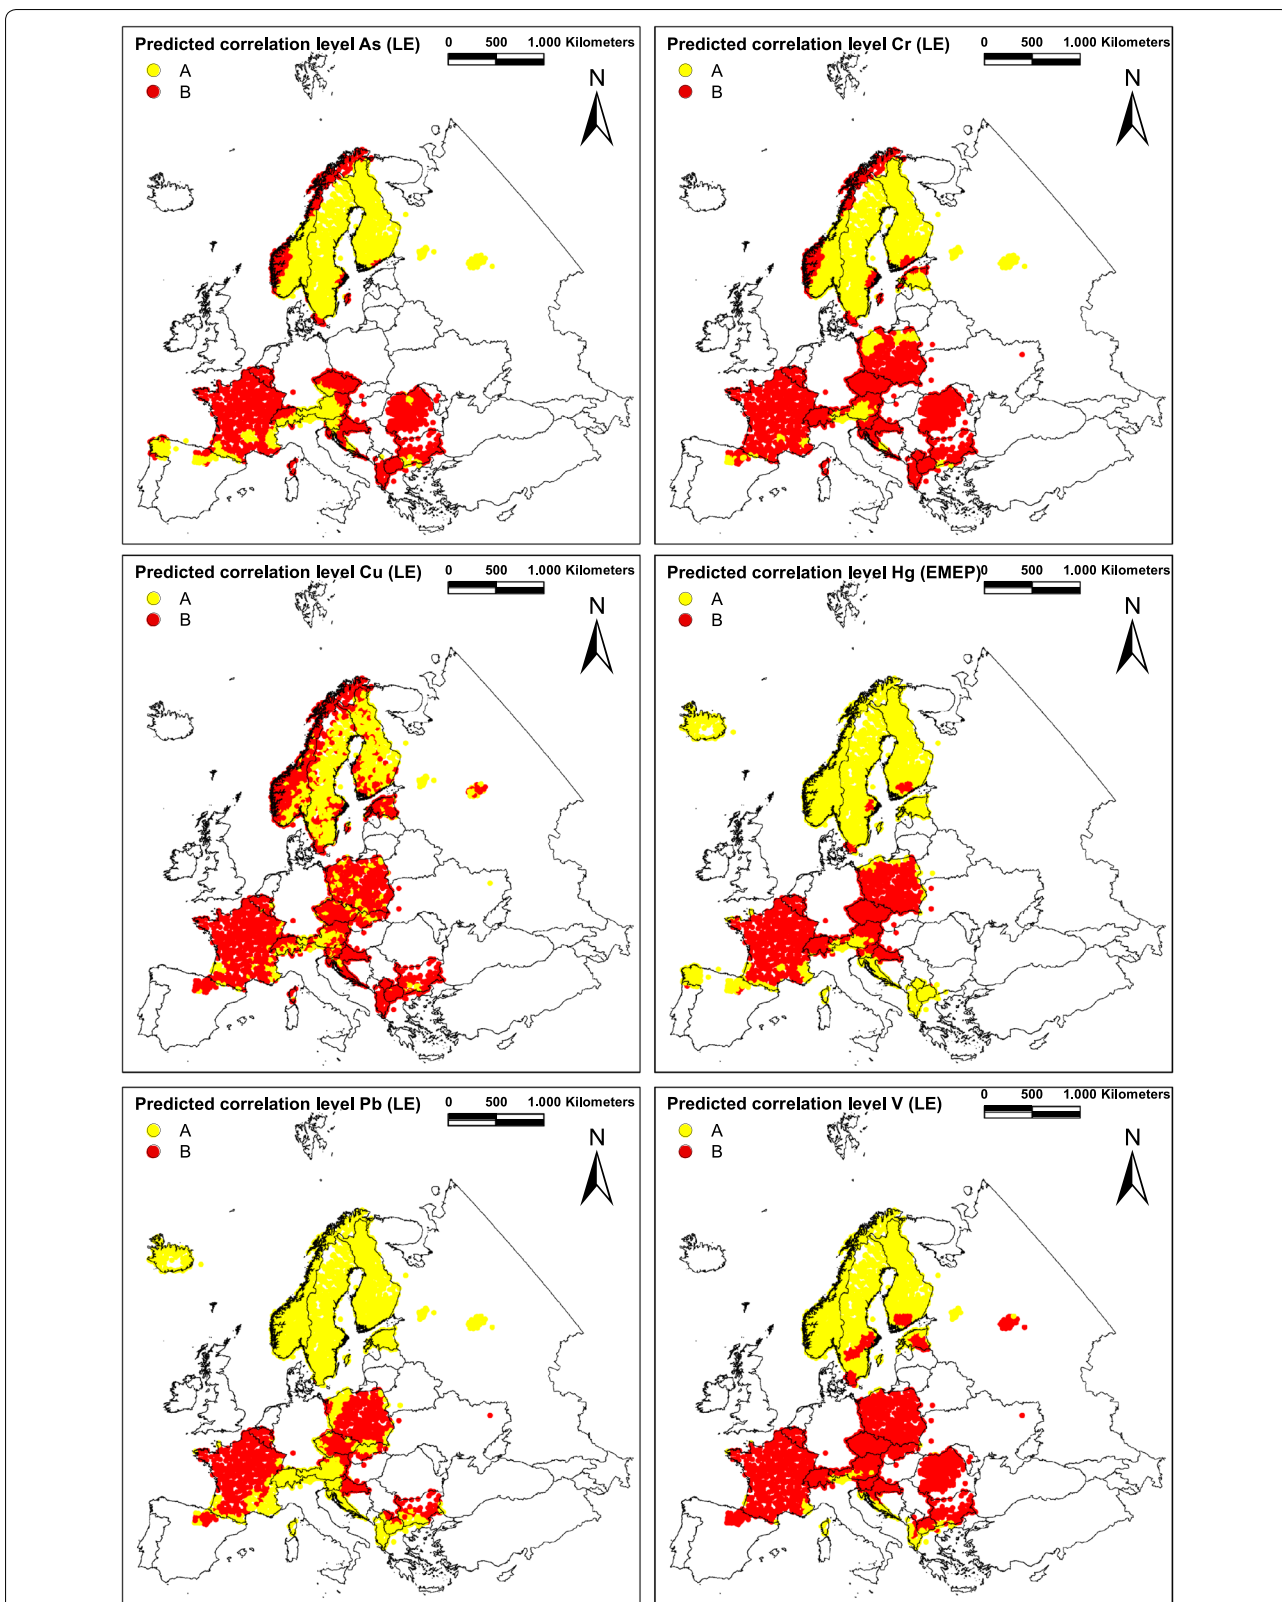 Predicted correlation level As (LE)
0 500 1.000 Kilometers
A
B
N
Predicted correlation level Cr (LE)
0 500 1.000 Kilometers
A
B
N
Predicted correlation level Cu (LE)
0 500 1.000 Kilometers
A
B
N
Predicted correlation level Hg (EMEP)
0 500 1.000 Kilometers
A
B
N
Predicted correlation level Pb (LE)
0 500 1.000 Kilometers
A
B
N
Predicted correlation level V (LE)
0 500 1.000 Kilometers
A
B
N